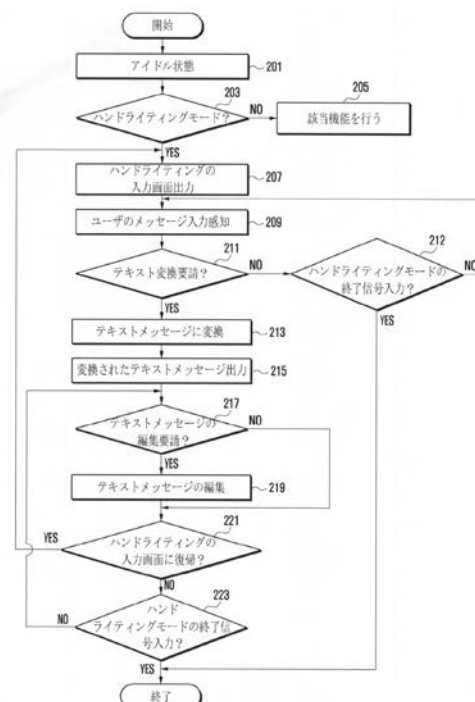 開始
アイドル状態
201
203
ハンドライティングモード？
NO
205
該当機能を行う
YES
ハンドライティングの
入力画面出力
207
ユーザのメッセージ入力感知
209
211
テキスト変換要請？
NO
212
ハンドライティングモードの
終了信号入力？
NO
YES
YES
テキストメッセージに変換
213
変換されたテキストメッセージ出力
215
217
テキストメッセージの
編集要請？
NO
YES
テキストメッセージの編集
219
221
YES
ハンドライティングの
入力画面に復帰？
NO
223
NO
ハンド
ライティングモードの終了信
号入力？
YES
終了